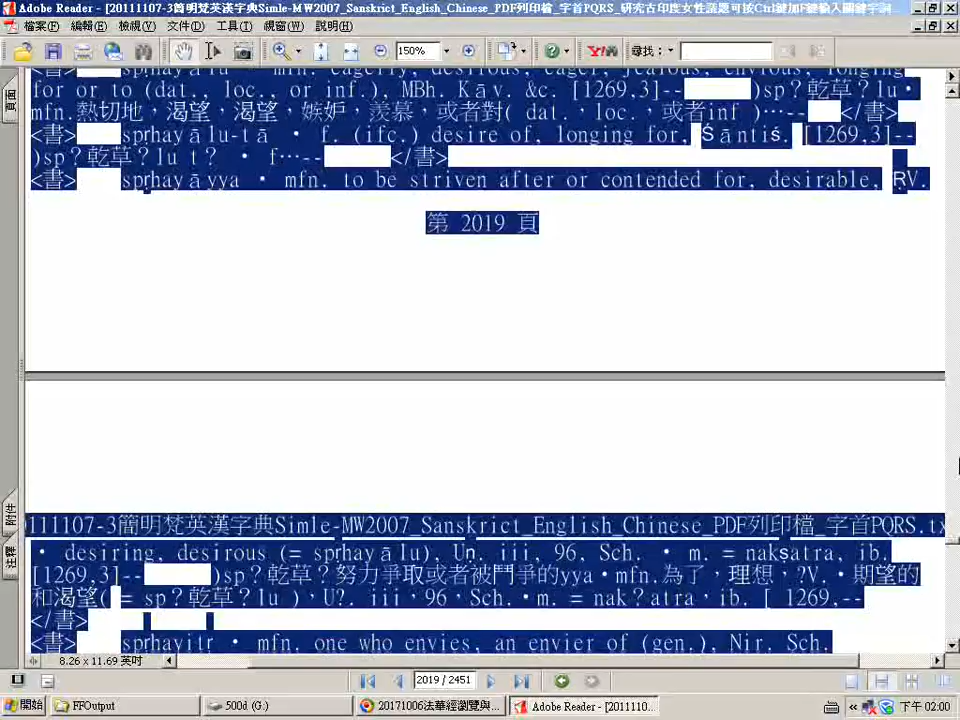 Adobe Reader - [20111107-3簡明梵英漢字典Simle-MW2007_Sanskrict_English_Chinese_PDF列印檔_字首PQRS_研究古印度女性議題可按Ctrl鍵加F鍵輸入關鍵字詞
檔案(F) 編輯(E) 檢視(V) 文件(D) 工具(T) 視窗(W) 說明(H)
150% 尋找：
頁面
<書> spṛhayālu mfn. eagerly, desirous, eager, jealous, envious, longing
for or to (dat., loc., or inf.), MBh. Kāv. &c. [1269,3]-- )sp？乾草？lu•
mfn.熱切地，渴望，渴望，嫉妒，羨慕，或者對( dat.，loc.，或者inf )…-- </書>
<書> spṛhayālu-tā • f. (ifc.) desire of, longing for, Śāntiś. [1269,3]--
)sp？乾草？lu t？ • f…-- </書>
<書> spṛhayāyya • mfn. to be striven after or contended for, desirable, ṚV.
第 2019 頁
附件
注釋
111107-3簡明梵英漢字典Simle-MW2007_Sanskrict_English_Chinese_PDF列印檔_字首PQRS.tx
• desiring, desirous (= spṛhayālu), Uṇ. iii, 96, Sch. • m. = nakṣatra, ib.
[1269,3]-- )sp？乾草？努力爭取或者被鬥爭的yya•mfn.為了，理想，?V.•期望的
和渴望( = sp？乾草？lu )，U?. iii，96，Sch.•m. = nak？atra，ib. [ 1269,--
</書>
<書> spṛhayitṛ • mfn. one who envies, an envier of (gen.), Nir. Sch.
8.26 x 11.69 英吋
2019 / 2451
開始 FFOutput 500d (G:) 20171006法華經瀏覽與... Adobe Reader - [2011110... 下午 02:00